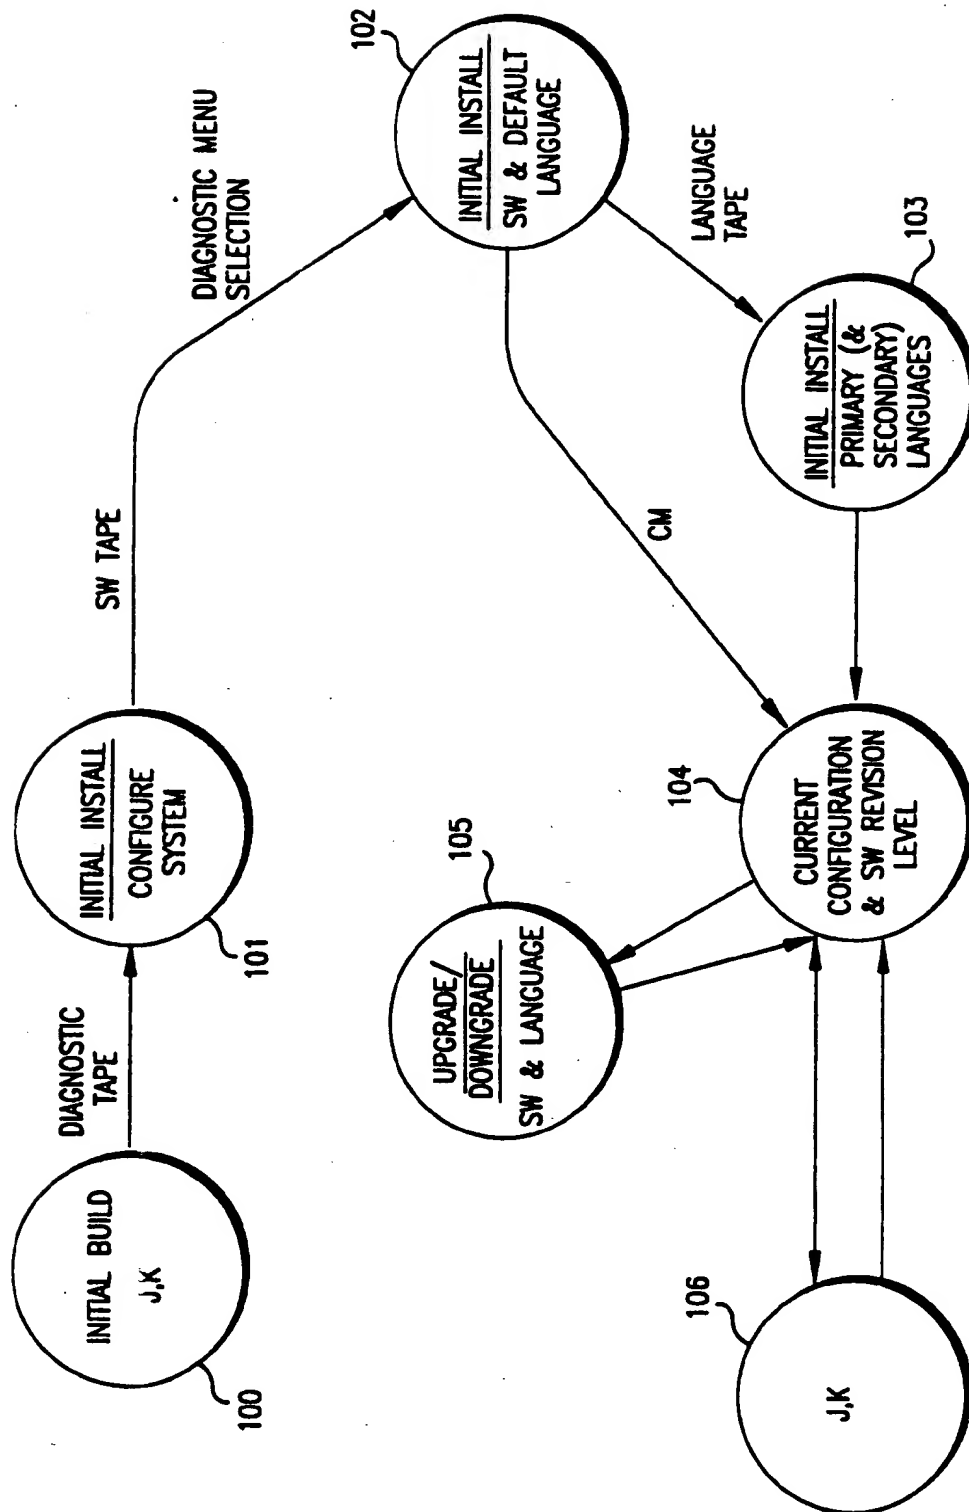 INITIAL BUILD
J,K
100
DIAGNOSTIC
TAPE
INITIAL INSTALL
CONFIGURE
SYSTEM
101
SW TAPE
DIAGNOSTIC MENU
SELECTION
INITIAL INSTALL
SW & DEFAULT
LANGUAGE
102
LANGUAGE
TAPE
CM
INITIAL INSTALL
PRIMARY (&
SECONDARY)
LANGUAGES
103
CURRENT
CONFIGURATION
& SW REVISION
LEVEL
104
UPGRADE/
DOWNGRADE
SW & LANGUAGE
105
J,K
106